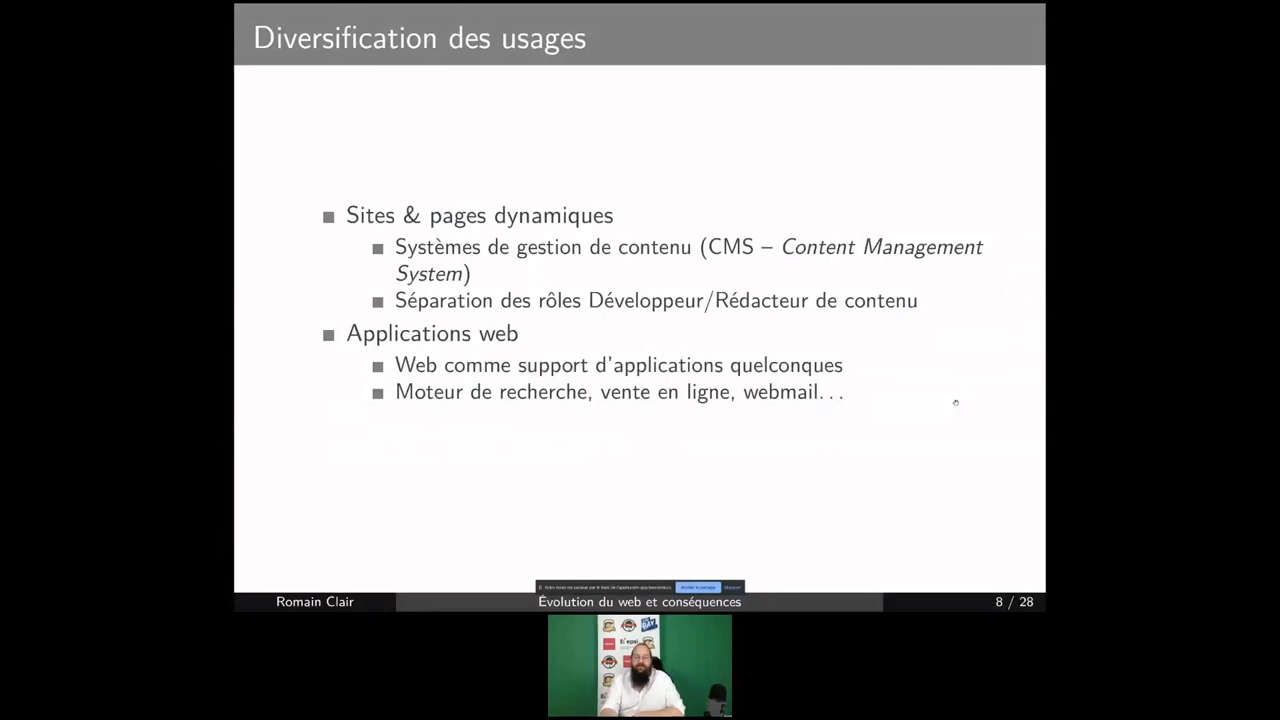 Diversification des usages
Sites & pages dynamiques
Systèmes de gestion de contenu (CMS – Content Management
System)
Séparation des rôles Développeur/Rédacteur de contenu
Applications web
Web comme support d'applications quelconques
Moteur de recherche, vente en ligne, webmail...
Romain Clair
Évolution du web et conséquences
8 / 28
epsi